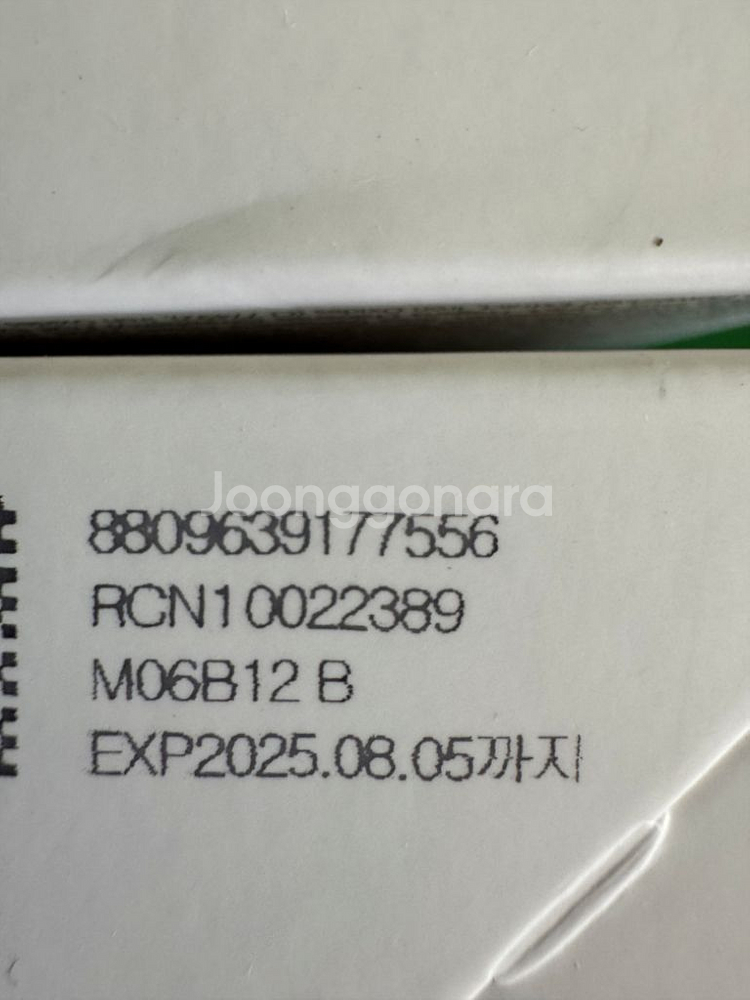 Joonggonara
8809639177556
RCN10022389
M06B12 B
EXP2025.08.05까지